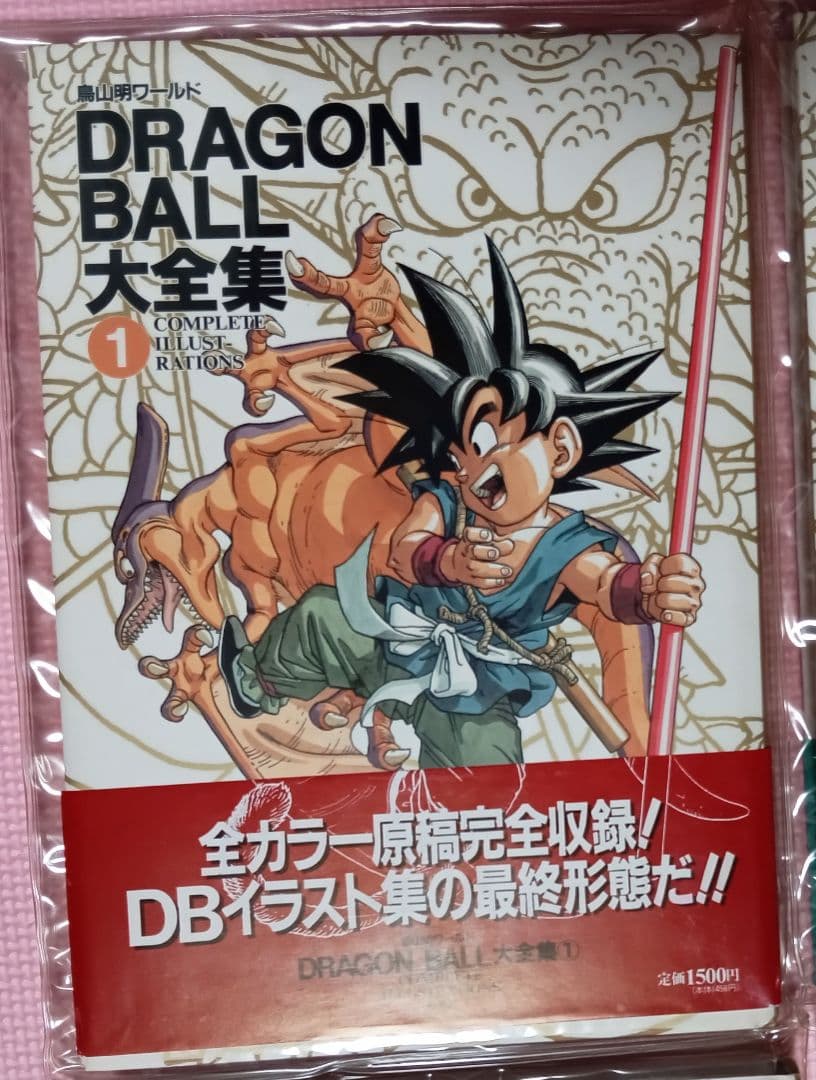 鳥山明ワールド
DRAGON
BALL
大全集
1
COMPLETE
ILLUST-
RATIONS
全カラー原稿完全収録!
DBイラスト集の最終形態だ!!
DRAGON BALL大全集①
定価1500円